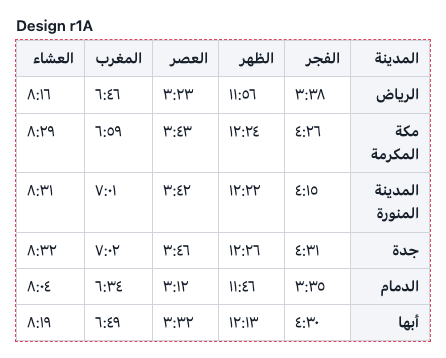 Design r1A
المدينة الفجر الظهر العصر المغرب العشاء
الرياض ٣:٣٨ ١١:٥٦ ٣:٢٣ ٦:٤٦ ٨:١٦
مكة المكرمة ٤:٢٦ ١٢:٢٤ ٣:٤٣ ٦:٥٩ ٨:٢٩
المدينة المنورة ٤:١٥ ١٢:٢٢ ٣:٤٢ ٧:٠١ ٨:٣١
جدة ٤:٣١ ١٢:٢٦ ٣:٤٦ ٧:٠٢ ٨:٣٢
الدمام ٣:٣٥ ١١:٤٦ ٣:١٢ ٦:٣٤ ٨:٠٤
أبها ٤:٣٠ ١٢:١٣ ٣:٣٢ ٦:٤٩ ٨:١٩